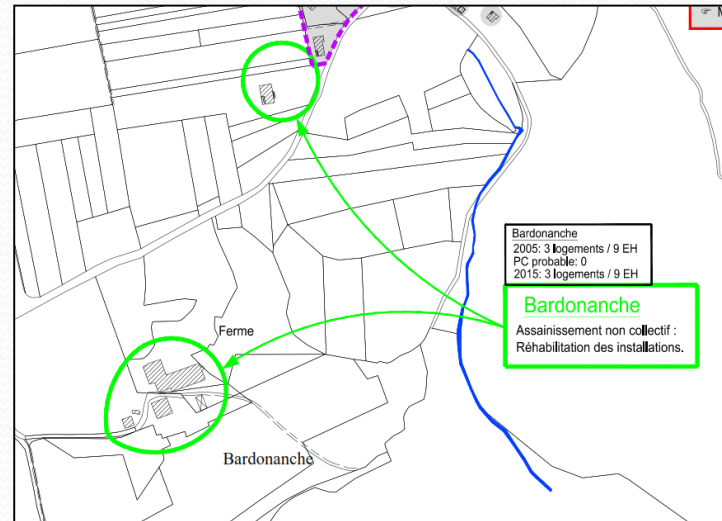 Bardonanche
2005: 3 logements / 9 EH
PC probable: 0
2015: 3 logements / 9 EH
Bardonanche
Assainissement non collectif :
Réhabilitation des installations.
Ferme
Bardonanche